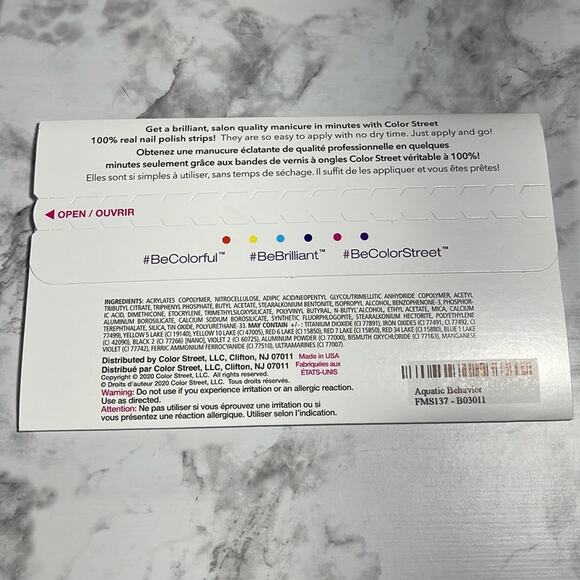 Get a brilliant, salon quality manicure in minutes with Color Street
100% real nail polish strips! They are so easy to apply with no dry time. Just apply and go!
Obtenez une manucure éclatante de qualité professionnelle en quelques
minutes seulement grâce aux bandes de vernis à ongles Color Street véritable à 100%!
Elles sont si simples à utiliser, sans temps de séchage. Il suffit de les appliquer et vous êtes prêtes!
OPEN / OUVRIR
#BeColorful™ #BeBrilliant™ #BeColorStreet™
INGREDIENTS: ACRYLATES COPOLYMER, NITROCELLULOSE, ADIPIC ACID/NEOPENTYL GLYCOL/TRIMELLITIC ANHYDRIDE COPOLYMER, ACETYL
TRIBUTYL CITRATE, TRIPHENYL PHOSPHATE, BUTYL ACETATE, STEARALKONIUM BENTONITE, ISOPROPYL ALCOHOL, BENZOPHENONE-3, PHOSPHOR-
IC ACID, DIMETHICONE, ETOCRYLENE, TRIMETHYLSILOXYSILICATE, POLYVINYL BUTYRAL, N-BUTYL ALCOHOL, ETHYL ACETATE, MICA, CALCIUM
ALUMINUM BOROSILICATE, CALCIUM SODIUM BOROSILICATE, SYNTHETIC FLUORPHLOGOPITE, STEARALKONIUM HECTORITE, POLYETHYLENE
TEREPHTHALATE, SILICA, TIN OXIDE, POLYURETHANE-33. MAY CONTAIN +/- : TITANIUM DIOXIDE (CI 77891), IRON OXIDES (CI 77491, CI 77492, CI
77499), YELLOW 5 LAKE (CI 19140), YELLOW 10 LAKE (CI 47005), RED 6 LAKE (CI 15850), RED 7 LAKE (CI 15850), RED 34 LAKE (CI 15880), BLUE 1 LAKE
(CI 42090), BLACK 2 (CI 77266) [NANO], VIOLET 2 (CI 60725), ALUMINUM POWDER (CI 77000), BISMUTH OXYCHLORIDE (CI 77163), MANGANESE
VIOLET (CI 77742), FERRIC AMMONIUM FERROCYANIDE (CI 77510), ULTRAMARINES (CI 77007).
Distributed by Color Street, LLC, Clifton, NJ 07011 Made in USA
Distribué par Color Street, LLC, Clifton, NJ 07011 Fabriquées aux
Copyright © 2020 Color Street, LLC. All rights reserved. ÉTATS-UNIS
© Droits d'auteur 2020 Color Street, LLC. Tous droits réservés.
Warning: Do not use if you experience irritation or an allergic reaction.
Use as directed.
Attention: Ne pas utiliser si vous éprouvez une irritation ou si
vous présentez une réaction allergique. Utiliser selon l'indication.
Aquatic Behavior
FMS137 - B03011